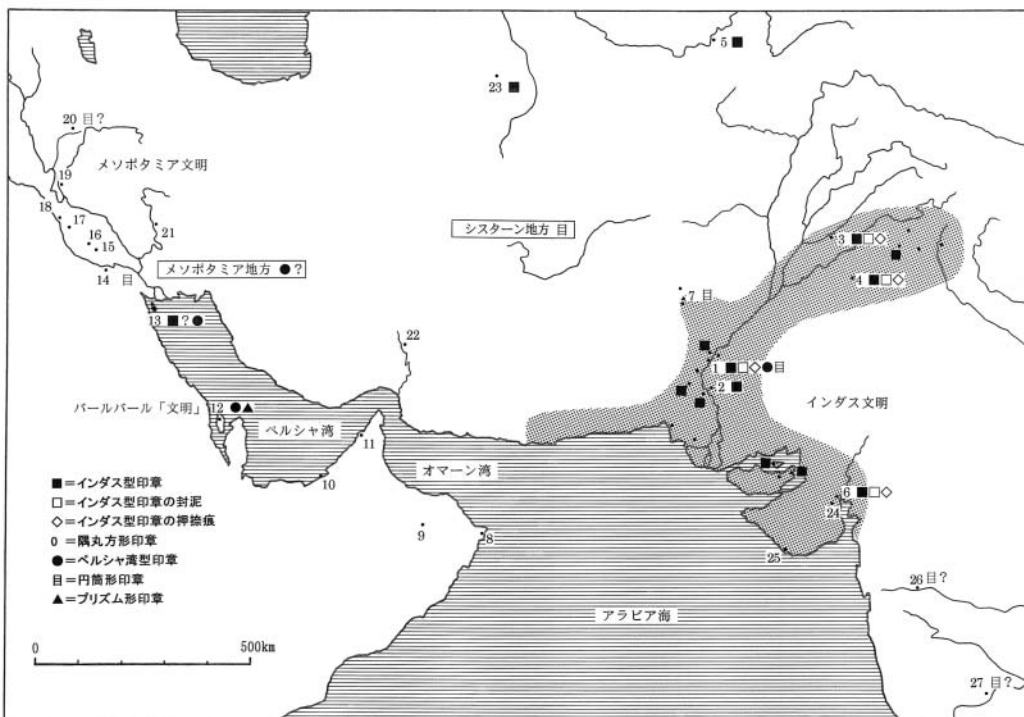 5 ■
23 ■
20 目?
メソポタミア文明
19
18
17
16
15
21
14 目
メソポタミア地方 ●?
シスターン地方 目
3 ■□◇
4 ■□◇
7 目
13 ■?●
22
1 ■□◇●目
2 ■
インダス文明
バールバール「文明」
12 ●▲
ペルシャ湾
11
オマーン湾
10
6 ■□◇
24
9
8
25
■=インダス型印章
□=インダス型印章の封泥
◇=インダス型印章の押捺痕
0=隅丸方形印章
●=ペルシャ湾型印章
目=円筒形印章
▲=プリズム形印章
26目?
アラビア海
0 500km
27 目?